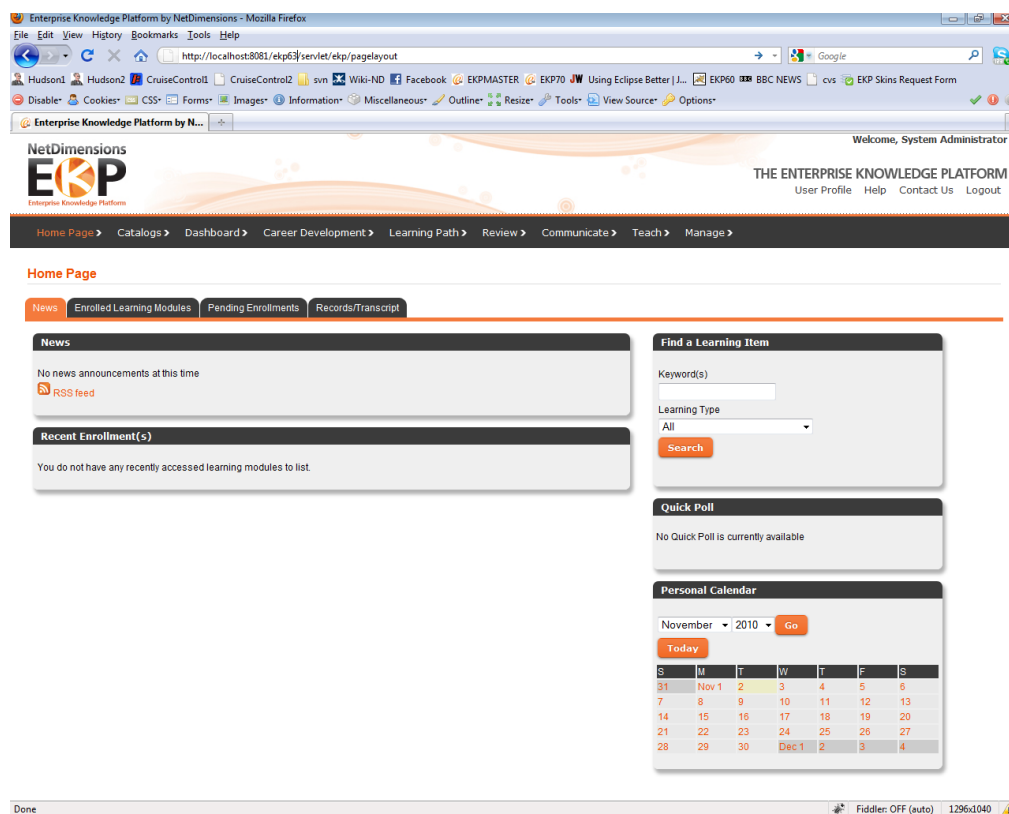 Enterprise Knowledge Platform by NetDimensions - Mozilla Firefox
File Edit View History Bookmarks Tools Help
http://localhost:8081/ekp63/servlet/ekp/pagelayout Google
Hudson1 Hudson2 CruiseControl1 CruiseControl2 svn Wiki-ND Facebook EKPMASTER EKP70 Using Eclipse Better | J... EKP60 BBC NEWS cvs EKP Skins Request Form
Disable Cookies CSS Forms Images Information Miscellaneous Outline Resize Tools View Source Options
Enterprise Knowledge Platform by N...
Welcome, System Administrator
NetDimensions
EKP
Enterprise Knowledge Platform
THE ENTERPRISE KNOWLEDGE PLATFORM
User Profile Help Contact Us Logout
Home Page Catalogs Dashboard Career Development Learning Path Review Communicate Teach Manage
Home Page
News Enrolled Learning Modules Pending Enrollments Records/Transcript
News
No news announcements at this time
RSS feed
Recent Enrollment(s)
You do not have any recently accessed learning modules to list.
Find a Learning Item
Keyword(s)
Learning Type
All
Search
Quick Poll
No Quick Poll is currently available
Personal Calendar
November 2010 Go
Today
S M T W T F S
31 Nov 1 2 3 4 5 6
7 8 9 10 11 12 13
14 15 16 17 18 19 20
21 22 23 24 25 26 27
28 29 30 Dec 1 2 3 4
Done Fiddler: OFF (auto) 1296x1040